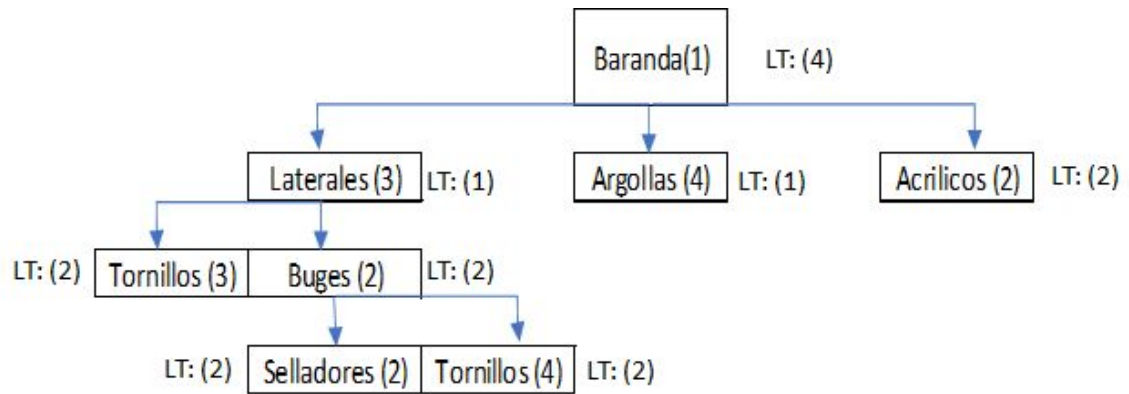 Baranda(1) LT: (4)
Laterales (3) LT: (1) Argollas (4) LT: (1) Acrilicos (2) LT: (2)
LT: (2) Tornillos (3) Buges (2) LT: (2)
LT: (2) Selladores (2) Tornillos (4) LT: (2)